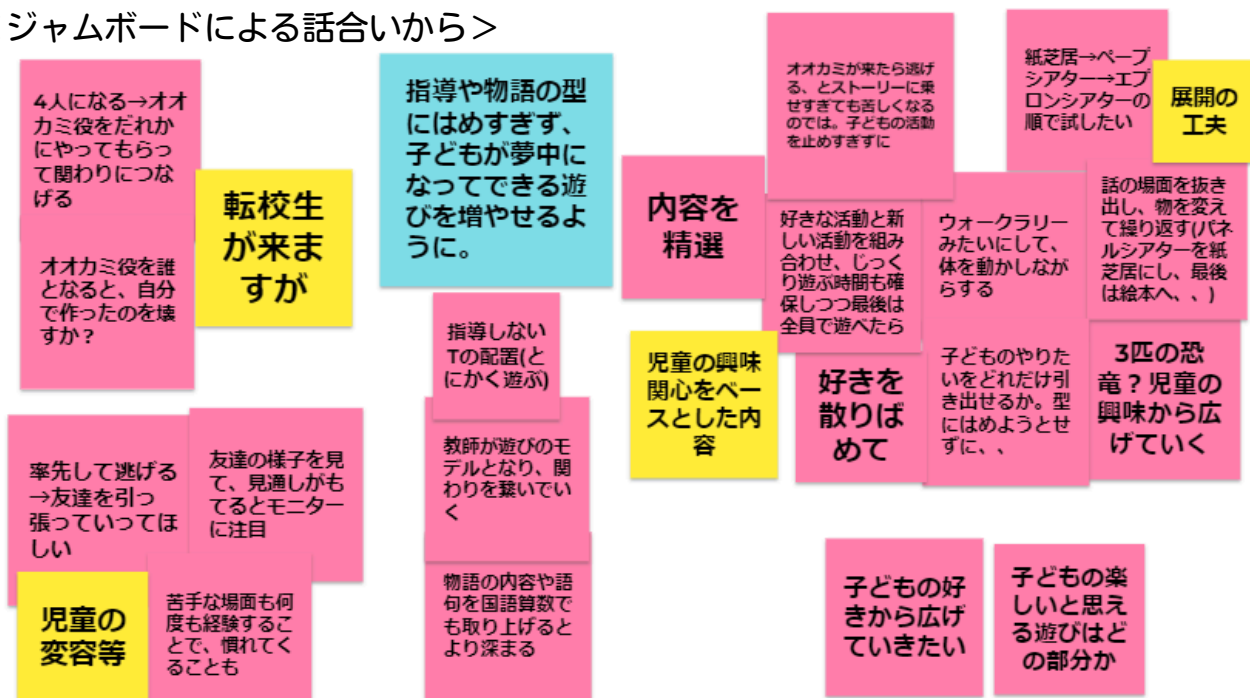 ジャムボードによる話合いから＞
4人になる→オオ
カミ役をだれか
にやってもらっ
て関わりにつな
げる
オオカミ役を誰
となると、自分
で作ったのを壊
すか？
転校生
が来ま
すが
指導や物語の型
にはめすぎず、
子どもが夢中に
なってできる遊
びを増やせるよ
うに。
指導しない
Tの配置(と
にかく遊ぶ)
教師が遊びのモ
デルとなり、関
わりを繋いでい
く
物語の内容や語
句を国語算数で
も取り上げると
より深まる
率先して逃げる
→友達を引っ
張っていってほ
しい
友達の様子を見
て、見通しがも
てるとモニター
に注目
児童の
変容等
苦手な場面も何
度も経験するこ
とで、慣れてく
ることも
内容を
精選
オオカミが来たら逃げ
る、とストーリーに乗
せすぎても苦しくなる
のでは。子どもの活動
を止めすぎずに
紙芝居→ペープ
シアター→エプ
ロンシアターの
順で試したい
展開の
工夫
好きな活動と新
しい活動を組み
合わせ、じっく
り遊ぶ時間も確
保しつつ最後は
全員で遊べたら
ウォークラリー
みたいにして、
体を動かしなが
らする
話の場面を抜き
出し、物を変え
て繰り返す(パネ
ルシアターを紙
芝居にし、最後
は絵本へ、、)
児童の興味
関心をベー
スとした内
容
好きを
散りば
めて
子どものやりた
いをどれだけ引
き出せるか。型
にはめようとせ
ずに、、
3匹の恐
竜？児童の
興味から広
げていく
子どもの好
きから広げ
ていきたい
子どもの楽
しいと思え
る遊びはど
の部分か